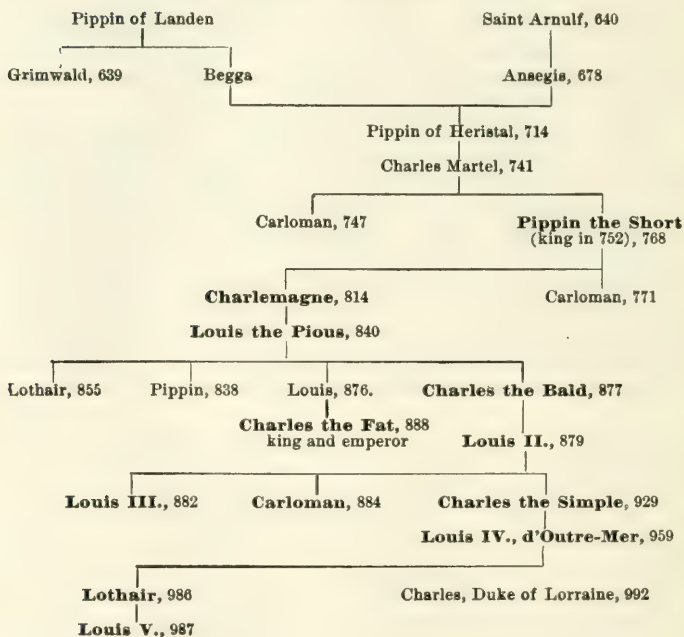 Pippin of Landen
Saint Arnulf, 640
Grimwald, 639
Begga
Ansegis, 678
Pippin of Heristal, 714
Charles Martel, 741
Carloman, 747
Pippin the Short
(king in 752), 768
Charlemagne, 814
Carloman, 771
Louis the Pious, 840
Lothair, 855
Pippin, 838
Louis, 876.
Charles the Bald, 877
Charles the Fat, 888
king and emperor
Louis II., 879
Louis III., 882
Carloman, 884
Charles the Simple, 929
Louis IV., d'Outre-Mer, 959
Lothair, 986
Charles, Duke of Lorraine, 992
Louis V., 987